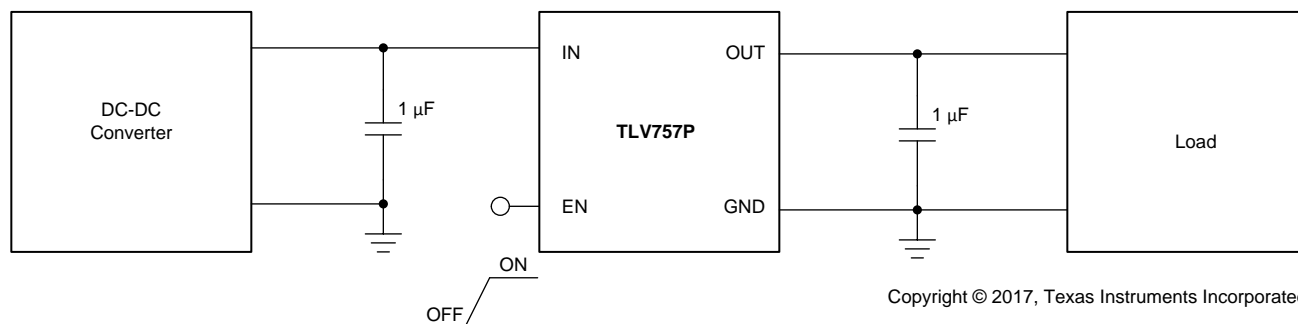 DC-DC
Converter
1 μF
IN
EN
TLV757P
OUT
GND
1 μF
Load
ON
OFF
Copyright © 2017, Texas Instruments Incorporated